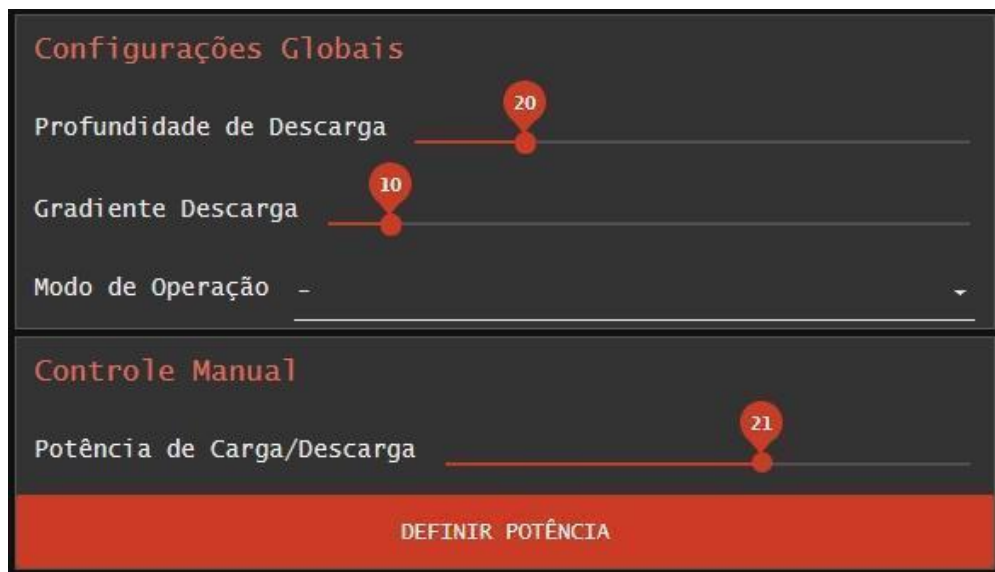 Configurações Globais
20
Profundidade de Descarga
10
Gradiente Descarga
Modo de Operação -
Controle Manual
21
Potência de Carga/Descarga
DEFINIR POTÊNCIA